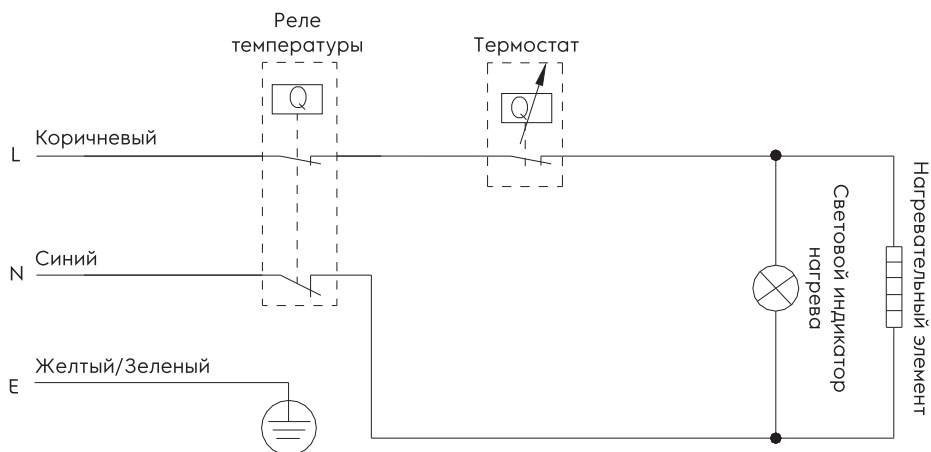 Реле
температуры
Термостат
Q
Q
L
Коричневый
N
Синий
E
Желтый/Зеленый
Световой индикатор
нагрева
Нагревательный элемент